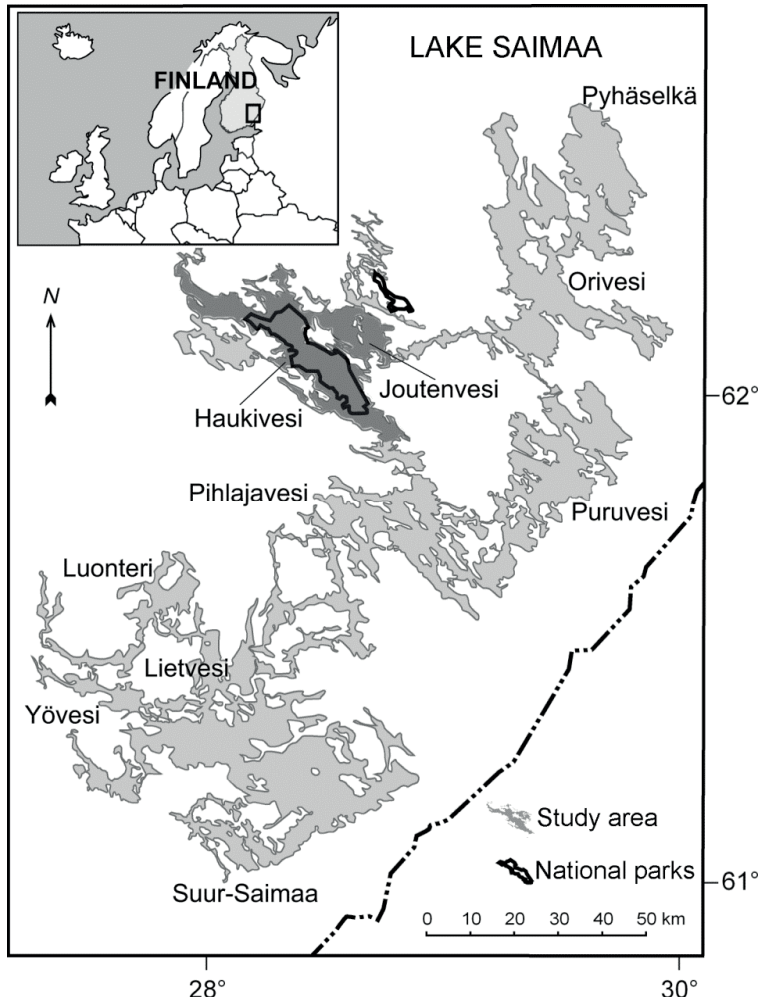 LAKE SAIMAA
FINLAND
Pyhäselkä
Orivesi
N
Joutenvesi
Haukivesi
62°
Pihlajavesi
Puruvesi
Luonteri
Lietvesi
Yövesi
Study area
National parks
61°
Suur-Saimaa
0 10 20 30 40 50 km
28° 30°